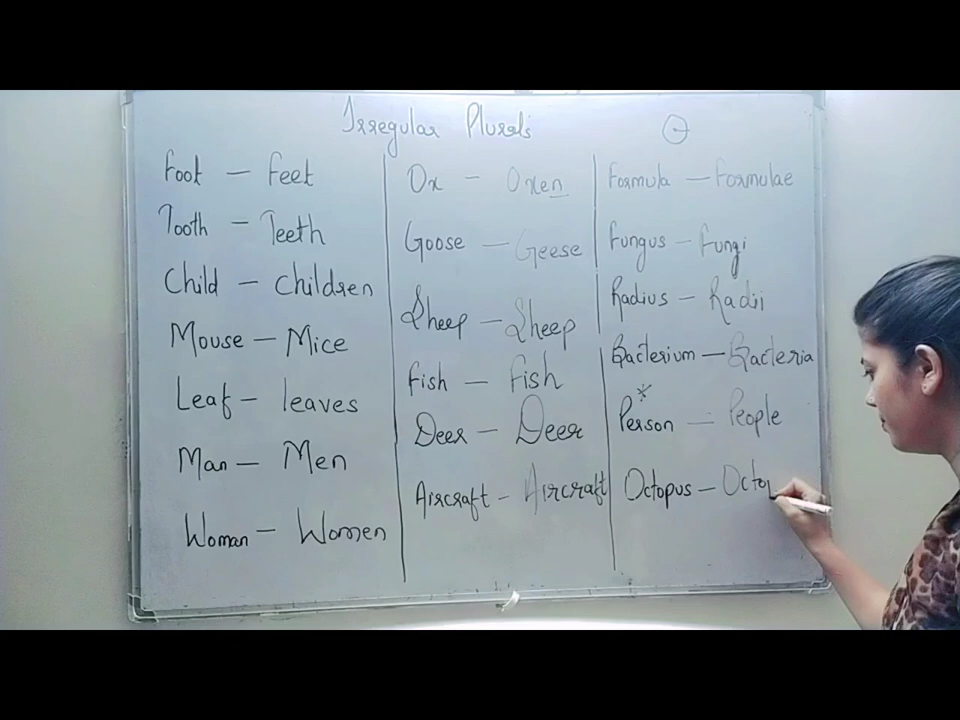 Irregular Plurals
Foot — Feet
Tooth — Teeth
Child — Children
Mouse — Mice
Leaf — leaves
Man — Men
Woman — Women
Ox — Oxen
Goose — Geese
Sheep — Sheep
Fish — Fish
Deer — Deer
Aircraft — Aircraft
Formula — Formulae
Fungus — Fungi
Radius — Radii
Bacterium — Bacteria
Person — People
Octopus — Octo